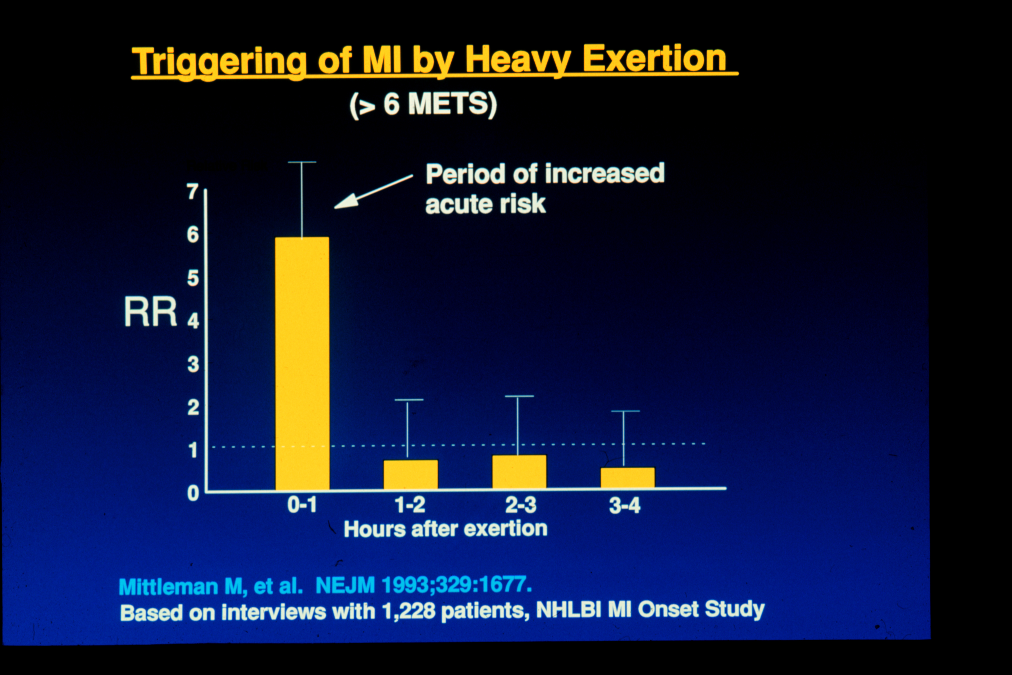 Triggering of MI by Heavy Exertion
(> 6 METS)
Period of increased
acute risk
7
6
5
RR 4
3
2
1
0
0-1 1-2 2-3 3-4
Hours after exertion
Mittleman M, et al. NEJM 1993;329:1677.
Based on interviews with 1,228 patients, NHLBI MI Onset Study